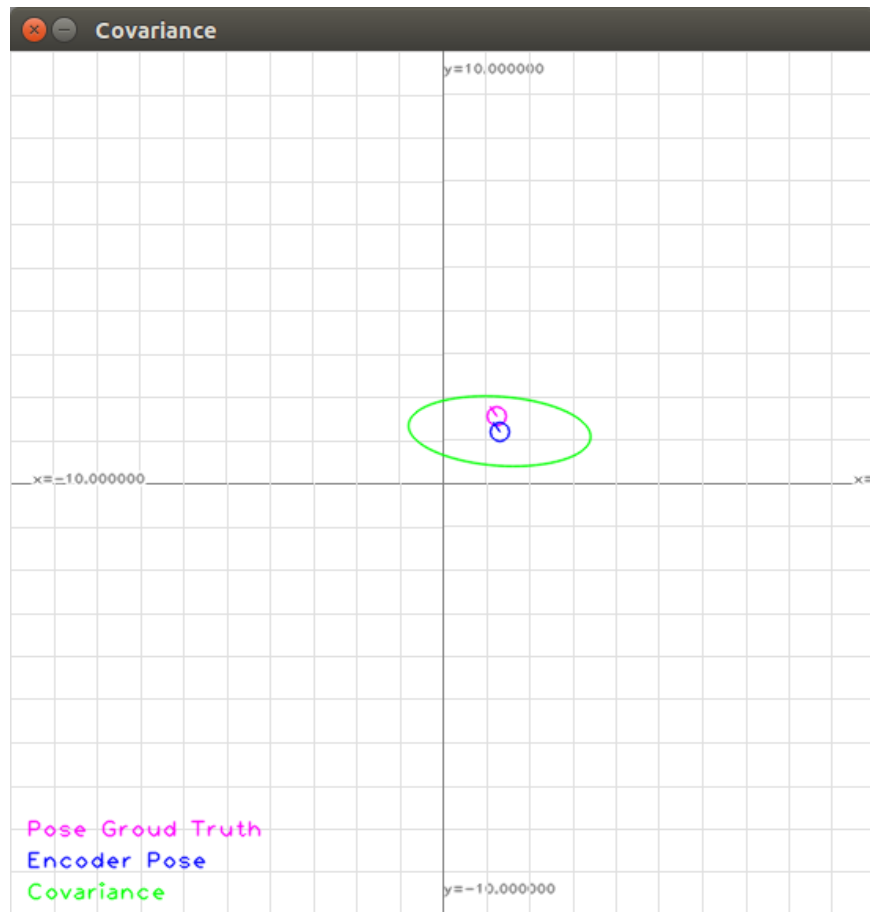 Covariance
y=10.000000
x=-10.000000
x=
Pose Groud Truth
Encoder Pose
Covariance
y=-10.000000